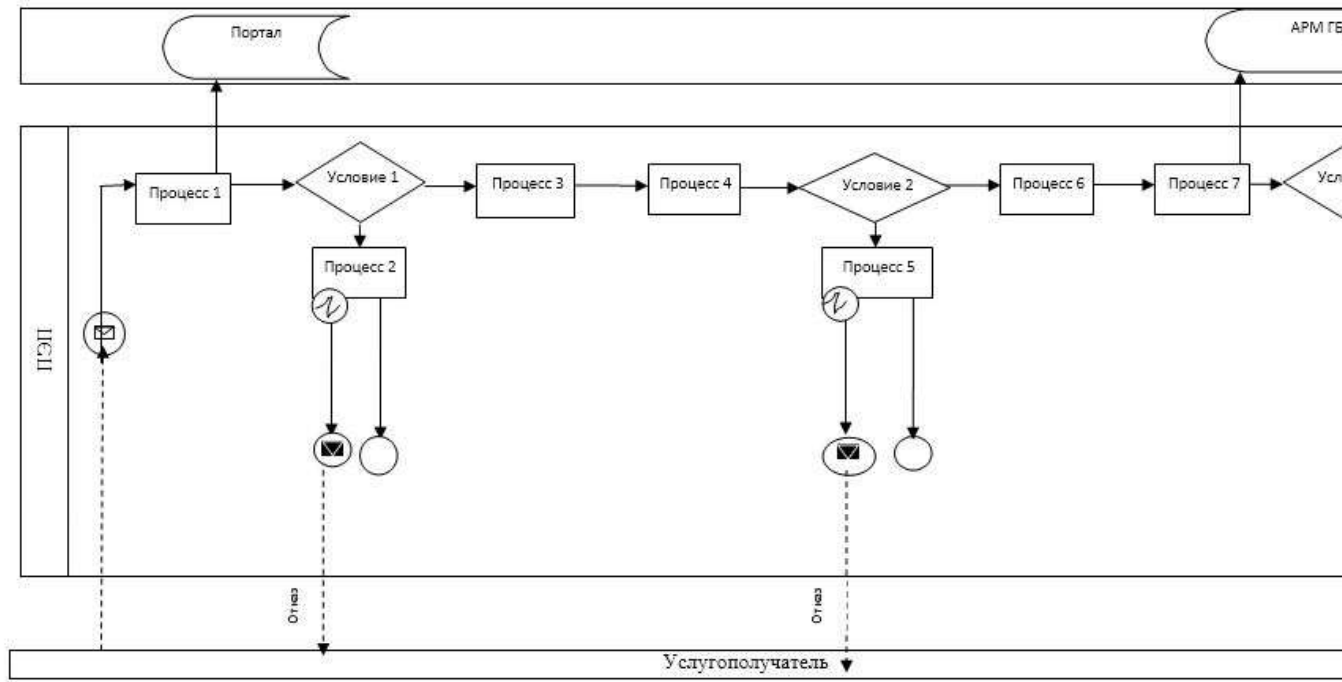 Портал
АРМ ГБ
Процесс 1
Условие 1
Процесс 3
Процесс 4
Условие 2
Процесс 6
Процесс 7
Усл
Процесс 2
Процесс 5
Отказ
Отказ
Услугополучатель